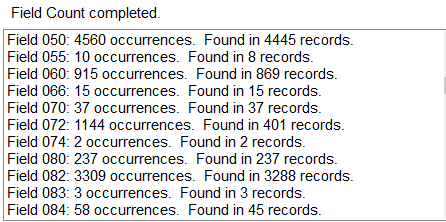 Field Count completed.
Field 050: 4560 occurrences.  Found in 4445 records.
Field 055: 10 occurrences.  Found in 8 records.
Field 060: 915 occurrences.  Found in 869 records.
Field 066: 15 occurrences.  Found in 15 records.
Field 070: 37 occurrences.  Found in 37 records.
Field 072: 1144 occurrences.  Found in 401 records.
Field 074: 2 occurrences.  Found in 2 records.
Field 080: 237 occurrences.  Found in 237 records.
Field 082: 3309 occurrences.  Found in 3288 records.
Field 083: 3 occurrences.  Found in 3 records.
Field 084: 58 occurrences.  Found in 45 records.